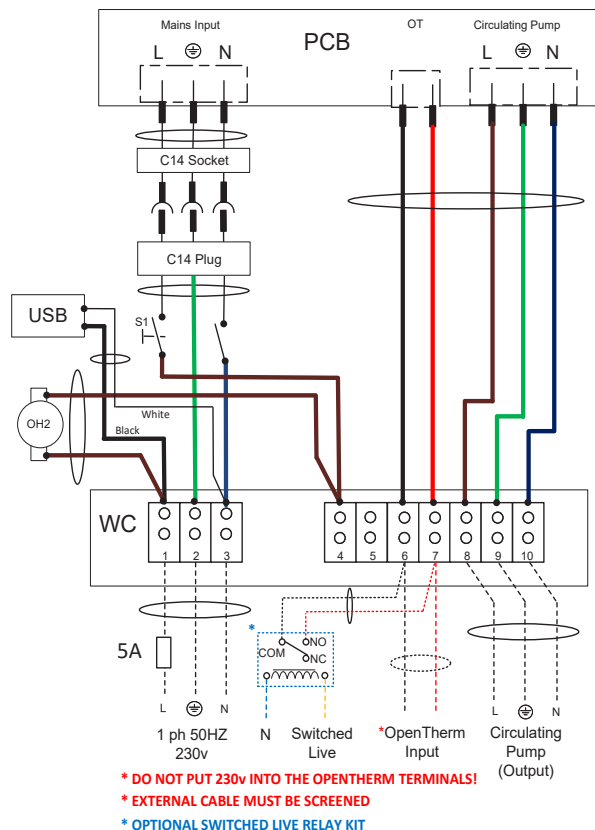 Mains Input
OT
Circulating Pump
PCB
L N
L N
C14 Socket
C14 Plug
USB
S1
White
OH2
Black
WC
1 2 3 4 5 6 7 8 9 10
*
NO
COM
NC
5A
L N
L N
1 ph 50HZ
230v
N
Switched
Live
*OpenTherm
Input
Circulating
Pump
(Output)
* DO NOT PUT 230v INTO THE OPENTHERM TERMINALS!
* EXTERNAL CABLE MUST BE SCREENED
* OPTIONAL SWITCHED LIVE RELAY KIT